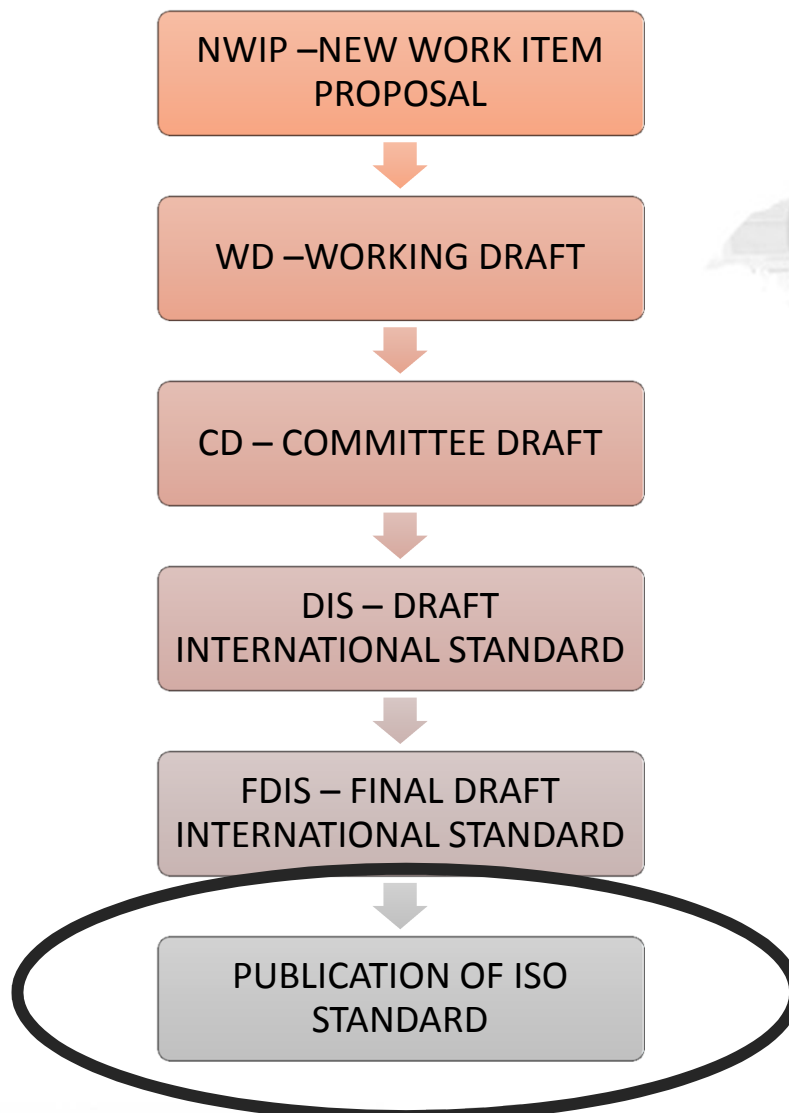 NWIP –NEW WORK ITEM
PROPOSAL
WD –WORKING DRAFT
CD – COMMITTEE DRAFT
DIS – DRAFT
INTERNATIONAL STANDARD
FDIS – FINAL DRAFT
INTERNATIONAL STANDARD
PUBLICATION OF ISO
STANDARD